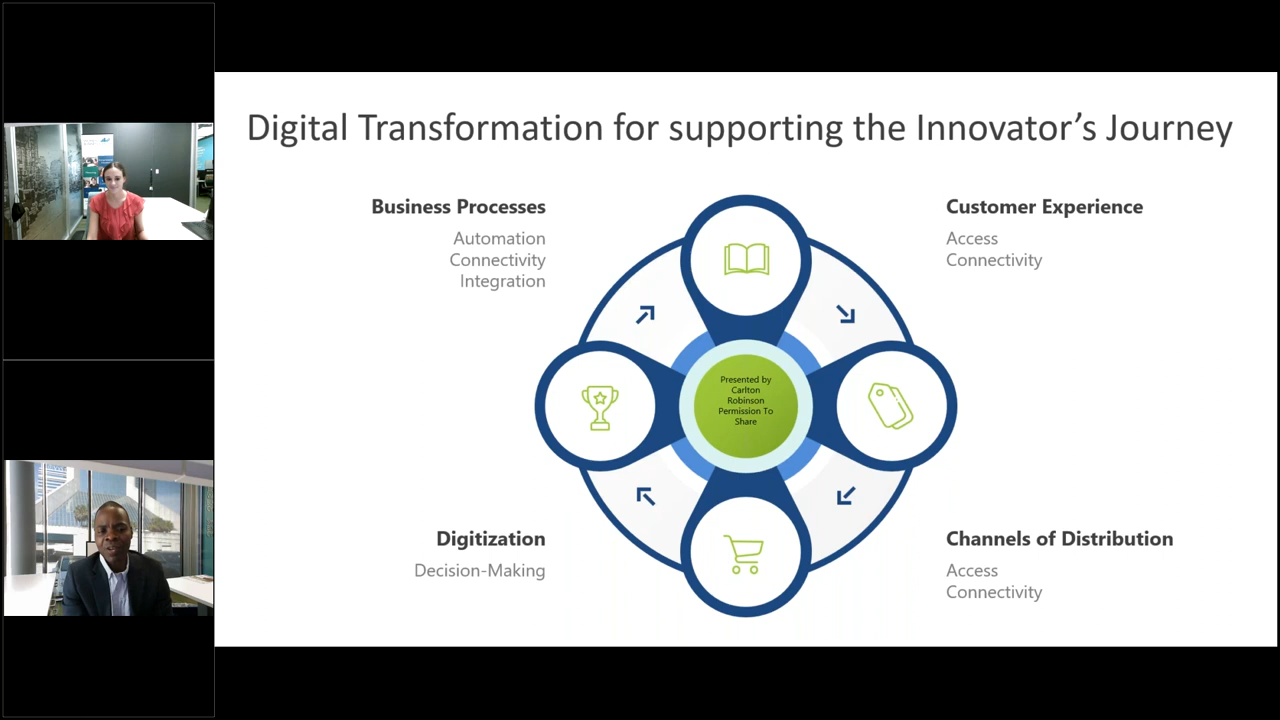 Digital Transformation for supporting the Innovator’s Journey
Business Processes
Automation
Connectivity
Integration
Customer Experience
Access
Connectivity
Presented by
Carlton
Robinson
Permission To
Share
Digitization
Decision-Making
Channels of Distribution
Access
Connectivity